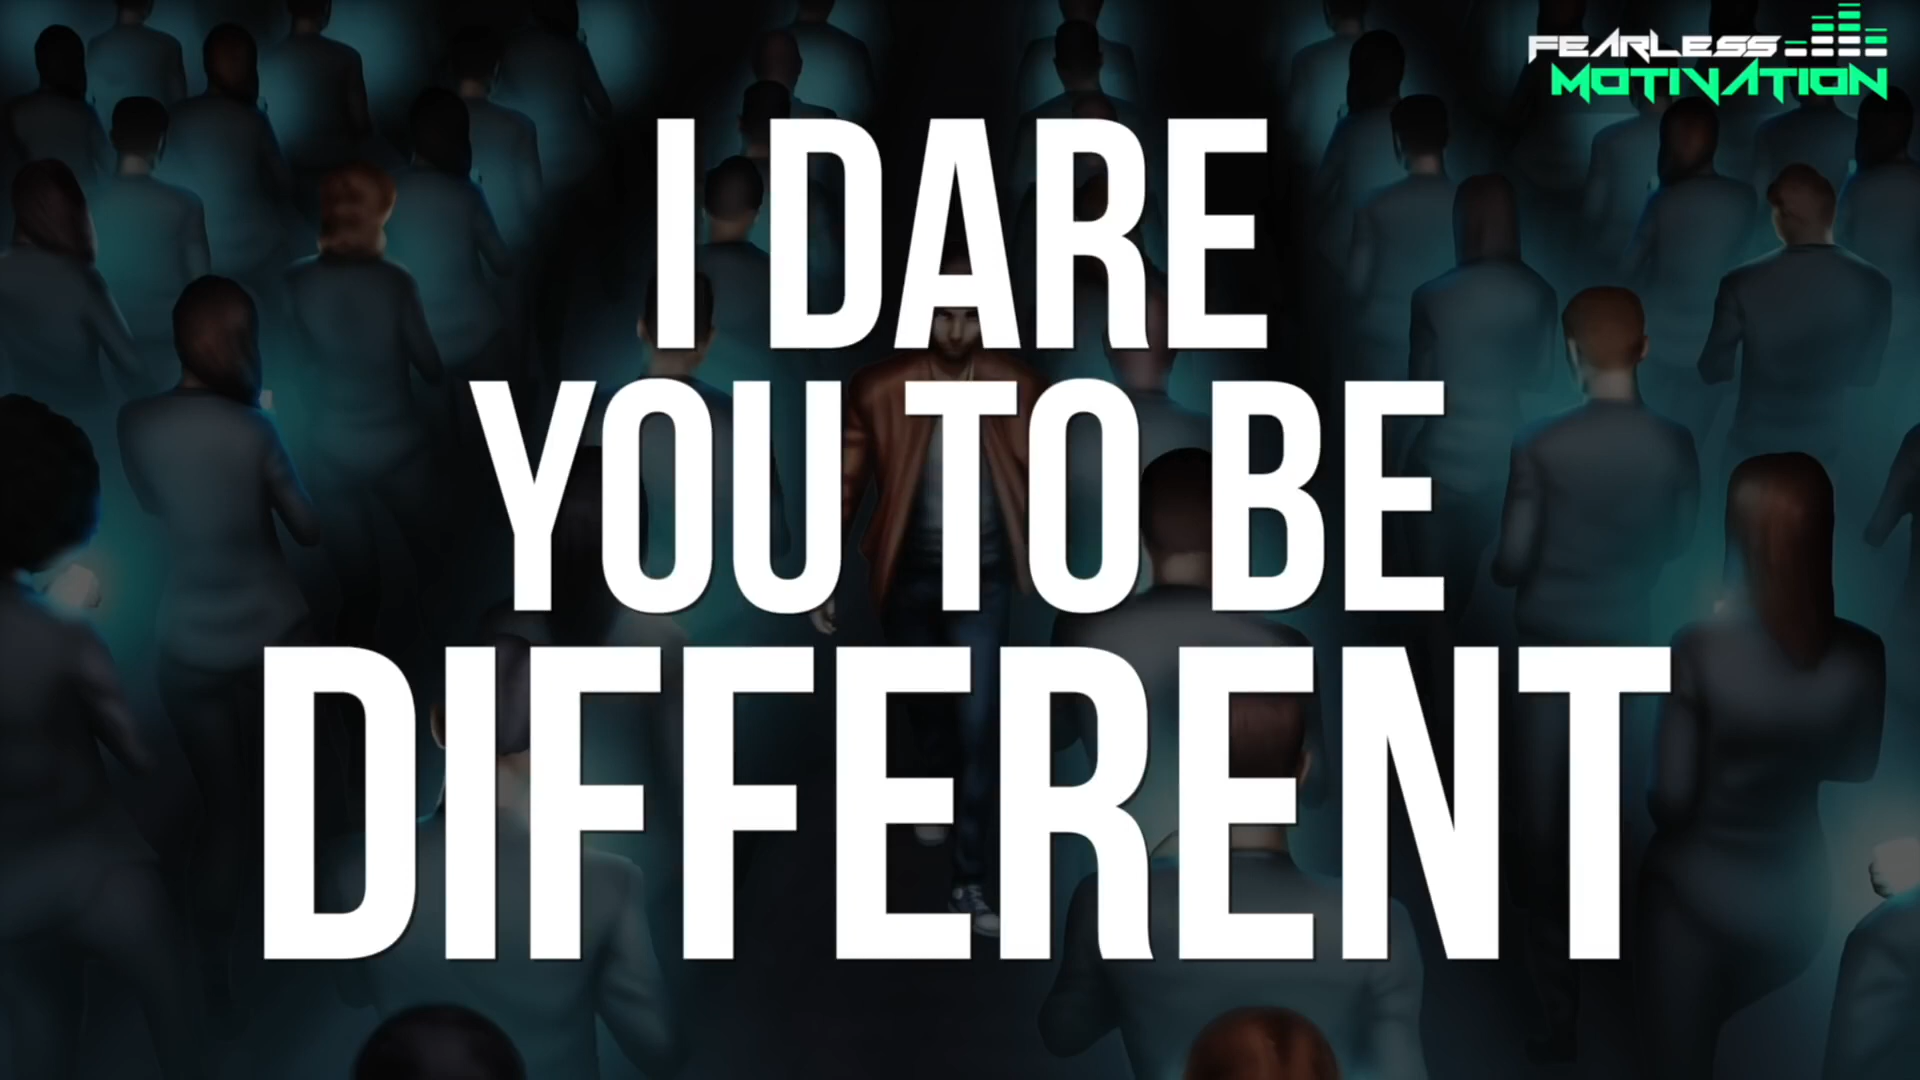 FEARLESS
MOTIVATION
I DARE
YOU TO BE
DIFFERENT